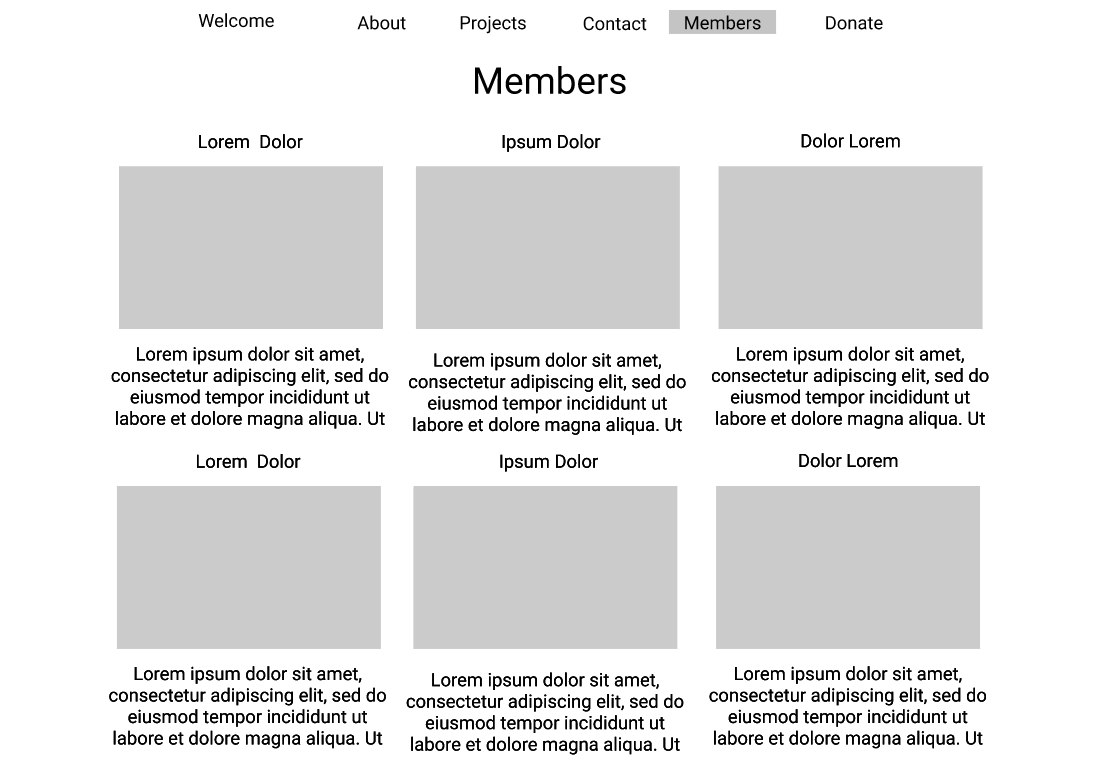 Welcome About Projects Contact Members Donate
Members
Lorem  Dolor
Lorem ipsum dolor sit amet,
consectetur adipiscing elit, sed do
eiusmod tempor incididunt ut
labore et dolore magna aliqua. Ut
Ipsum Dolor
Lorem ipsum dolor sit amet,
consectetur adipiscing elit, sed do
eiusmod tempor incididunt ut
labore et dolore magna aliqua. Ut
Dolor Lorem
Lorem ipsum dolor sit amet,
consectetur adipiscing elit, sed do
eiusmod tempor incididunt ut
labore et dolore magna aliqua. Ut
Lorem  Dolor
Lorem ipsum dolor sit amet,
consectetur adipiscing elit, sed do
eiusmod tempor incididunt ut
labore et dolore magna aliqua. Ut
Ipsum Dolor
Lorem ipsum dolor sit amet,
consectetur adipiscing elit, sed do
eiusmod tempor incididunt ut
labore et dolore magna aliqua. Ut
Dolor Lorem
Lorem ipsum dolor sit amet,
consectetur adipiscing elit, sed do
eiusmod tempor incididunt ut
labore et dolore magna aliqua. Ut